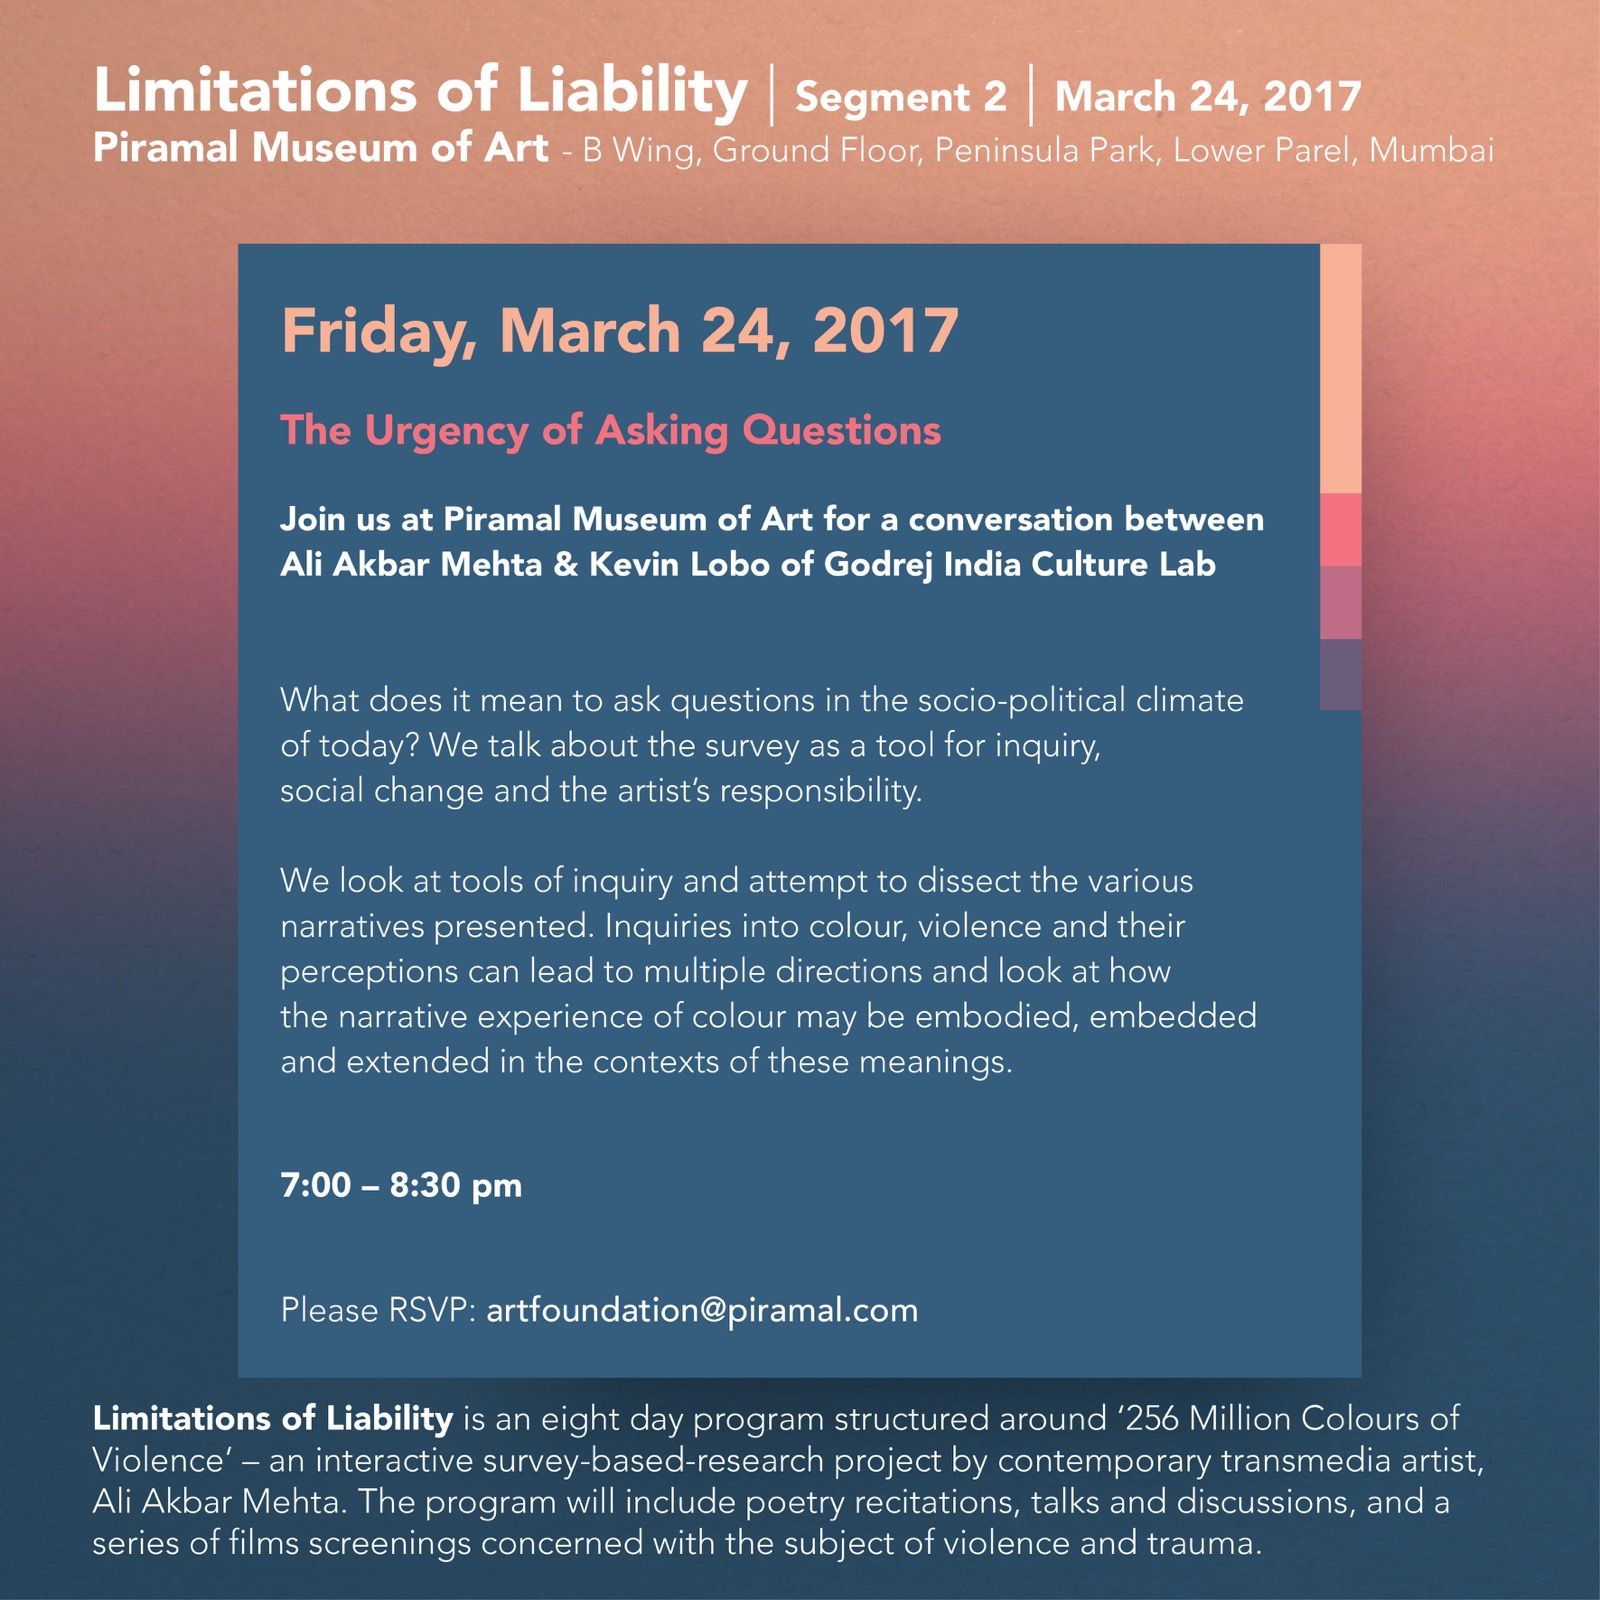 Limitations of Liability | Segment 2 | March 24, 2017
Piramal Museum of Art - B Wing, Ground Floor, Peninsula Park, Lower Parel, Mumbai
Friday, March 24, 2017
The Urgency of Asking Questions
Join us at Piramal Museum of Art for a conversation between
Ali Akbar Mehta & Kevin Lobo of Godrej India Culture Lab
What does it mean to ask questions in the socio-political climate
of today? We talk about the survey as a tool for inquiry,
social change and the artist’s responsibility.
We look at tools of inquiry and attempt to dissect the various
narratives presented. Inquiries into colour, violence and their
perceptions can lead to multiple directions and look at how
the narrative experience of colour may be embodied, embedded
and extended in the contexts of these meanings.
7:00 – 8:30 pm
Please RSVP: artfoundation@piramal.com
Limitations of Liability is an eight day program structured around ‘256 Million Colours of
Violence’ – an interactive survey-based-research project by contemporary transmedia artist,
Ali Akbar Mehta. The program will include poetry recitations, talks and discussions, and a
series of films screenings concerned with the subject of violence and trauma.